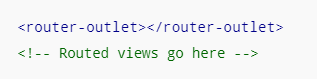 <router-outlet></router-outlet>
<!-- Routed views go here -->